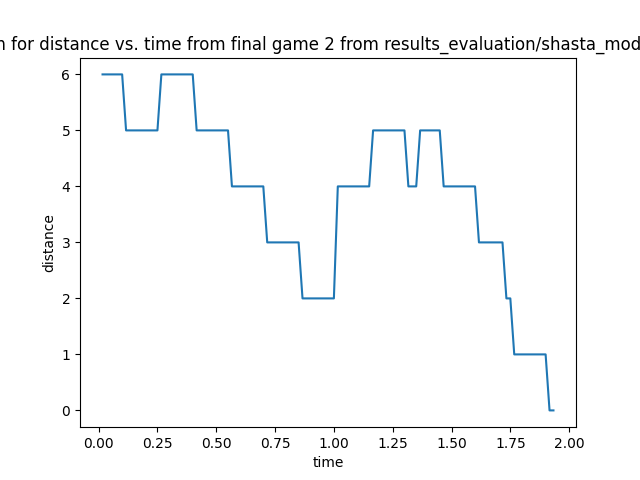 n for distance vs. time from final game 2 from results_evaluation/shasta_mod
distance
6
5
4
3
2
1
0
0.00 0.25 0.50 0.75 1.00 1.25 1.50 1.75 2.00
time